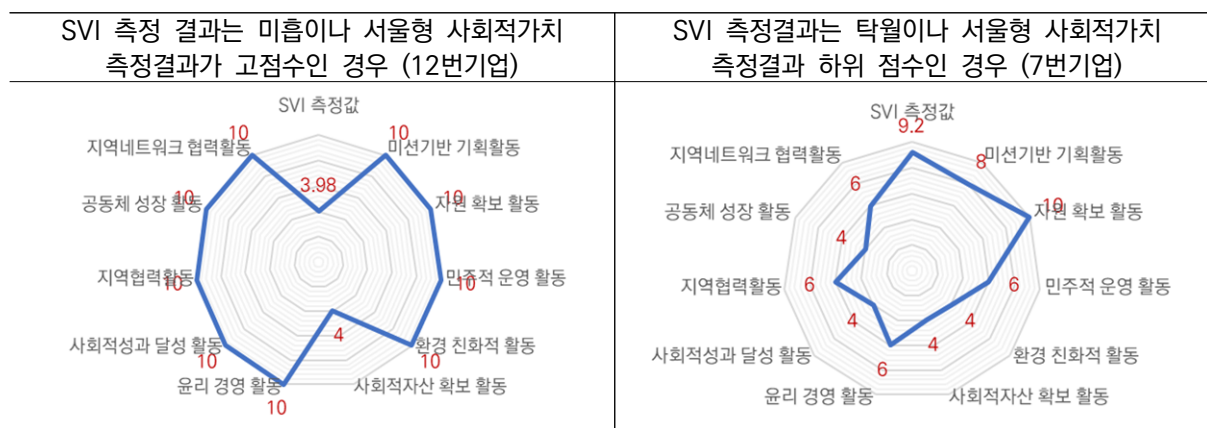 SVI 측정 결과는 미흡이나 서울형 사회적가치
측정결과가 고점수인 경우 (12번기업)
SVI 측정값
10
10
지역네트워크 협력활동
미션기반 기획활동
3.98
10
10
공동체 성장 활동
자원 확보 활동
지역협력활동
민주적 운영 활동
10
10
4
사회적성과 달성 활동
환경 친화적 활동
10
10
윤리 경영 활동
사회적자산 확보 활동
10
SVI 측정결과는 탁월이나 서울형 사회적가치
측정결과 하위 점수인 경우 (7번기업)
SVI 측정값
9.2
지역네트워크 협력활동
미션기반 기획활동
8
6
10
공동체 성장 활동
자원 확보 활동
4
지역협력활동
6
6
민주적 운영 활동
4
4
사회적성과 달성 활동
4
환경 친화적 활동
6
윤리 경영 활동
사회적자산 확보 활동